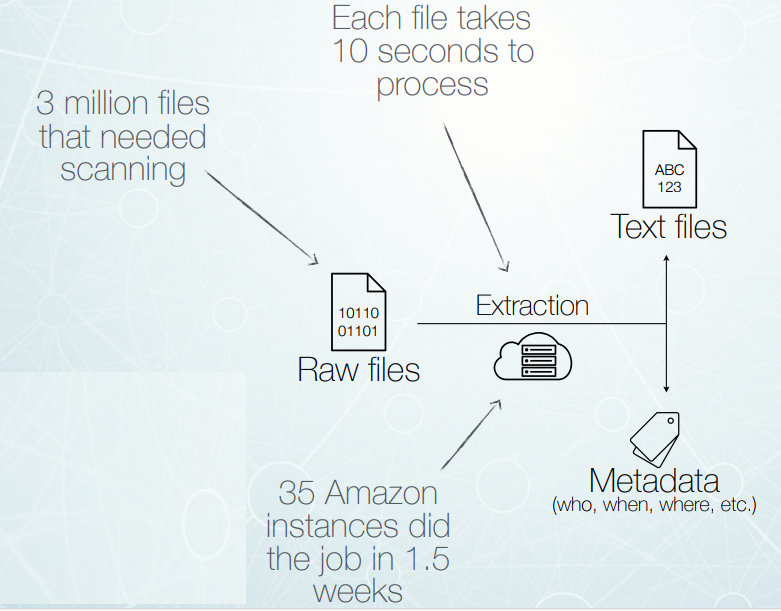 Each file takes
10 seconds to
process
3 million files
that needed
scanning
ABC
123
Text files
Extraction
10110
01101
Raw files
Metadata
(who, when, where, etc.)
35 Amazon
instances did
the job in 1.5
weeks